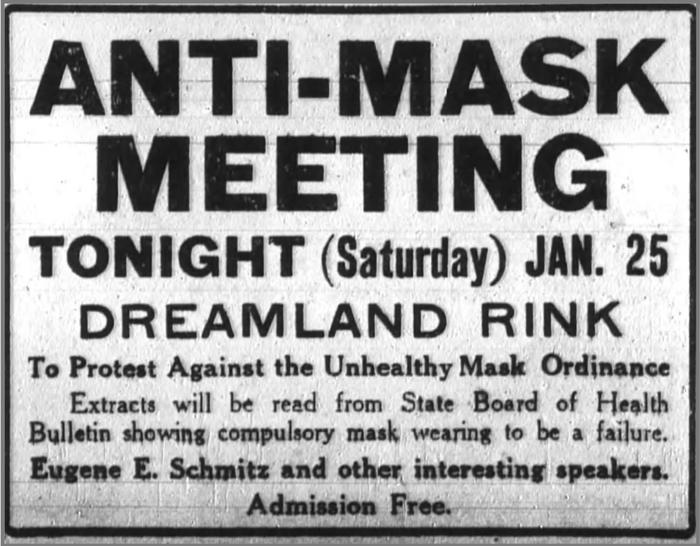 ANTI-MASK
MEETING
TONIGHT (Saturday) JAN. 25
DREAMLAND RINK
To Protest Against the Unhealthy Mask Ordinance
Extracts will be read from State Board of Health
Bulletin showing compulsory mask wearing to be a failure.
Eugene E. Schmitz and other interesting speakers.
Admission Free.